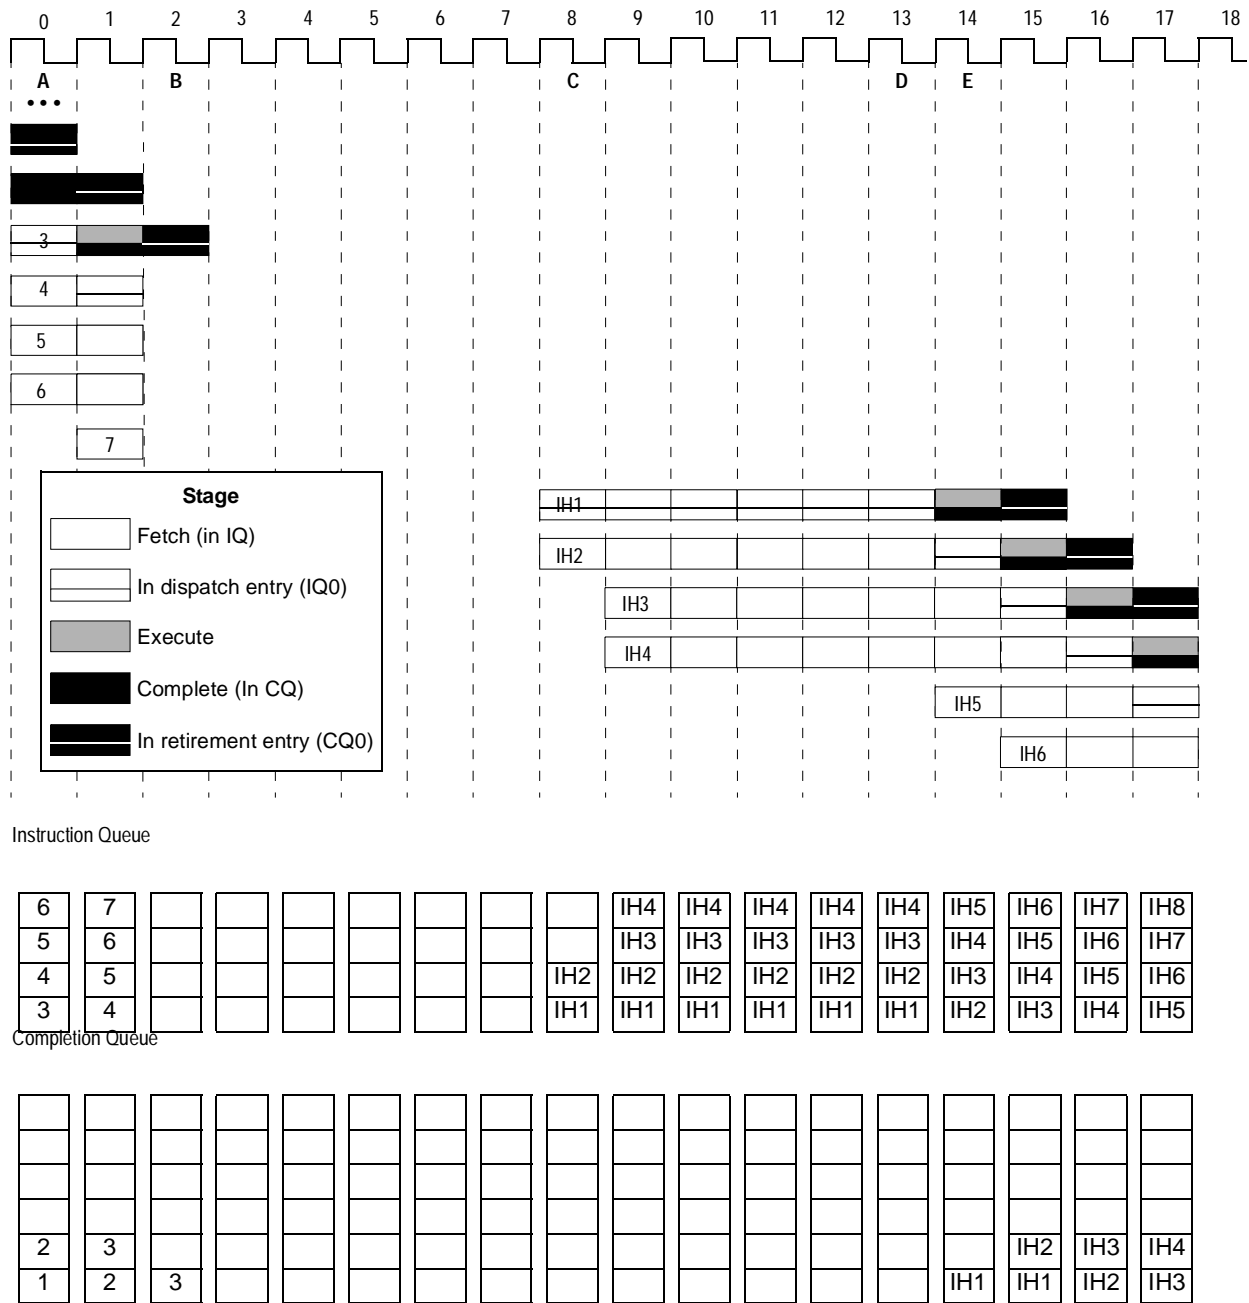 0 1 2 3 4 5 6 7 8 9 10 11 12 13 14 15 16 17 18
A B C D E
•••
3
4
5
6
7
Stage
Fetch (in IQ)
In dispatch entry (IQ0)
Execute
Complete (In CQ)
In retirement entry (CQ0)
IH1
IH2
IH3
IH4
IH5
IH6
Instruction Queue
6 7 IH4 IH4 IH4 IH4 IH4 IH5 IH6 IH7 IH8
5 6 IH3 IH3 IH3 IH3 IH3 IH4 IH5 IH6 IH7
4 5 IH2 IH2 IH2 IH2 IH2 IH2 IH3 IH4 IH5 IH6
3 4 IH1 IH1 IH1 IH1 IH1 IH1 IH2 IH3 IH4 IH5
Completion Queue
2 3 IH2 IH3 IH4
1 2 3 IH1 IH1 IH2 IH3